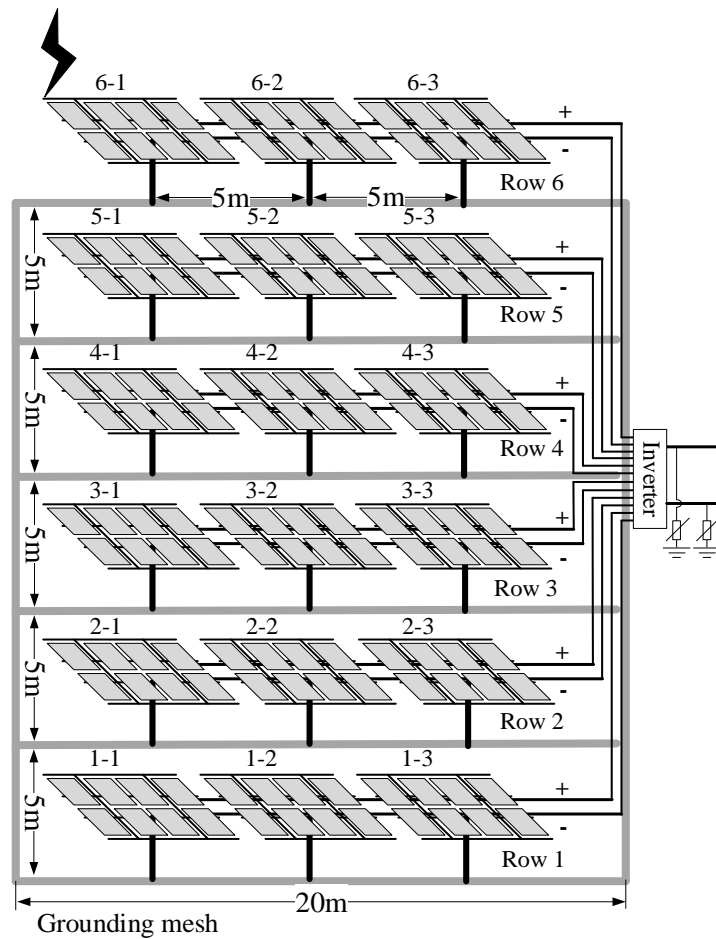 6-1 6-2 6-3
+
-
Row 6
5m 5m
5m
5-1 5-2 5-3
+
-
Row 5
5m
4-1 4-2 4-3
+
-
Row 4
Inverter
5m
3-1 3-2 3-3
+
-
Row 3
5m
2-1 2-2 2-3
+
-
Row 2
5m
1-1 1-2 1-3
+
-
Row 1
20m
Grounding mesh